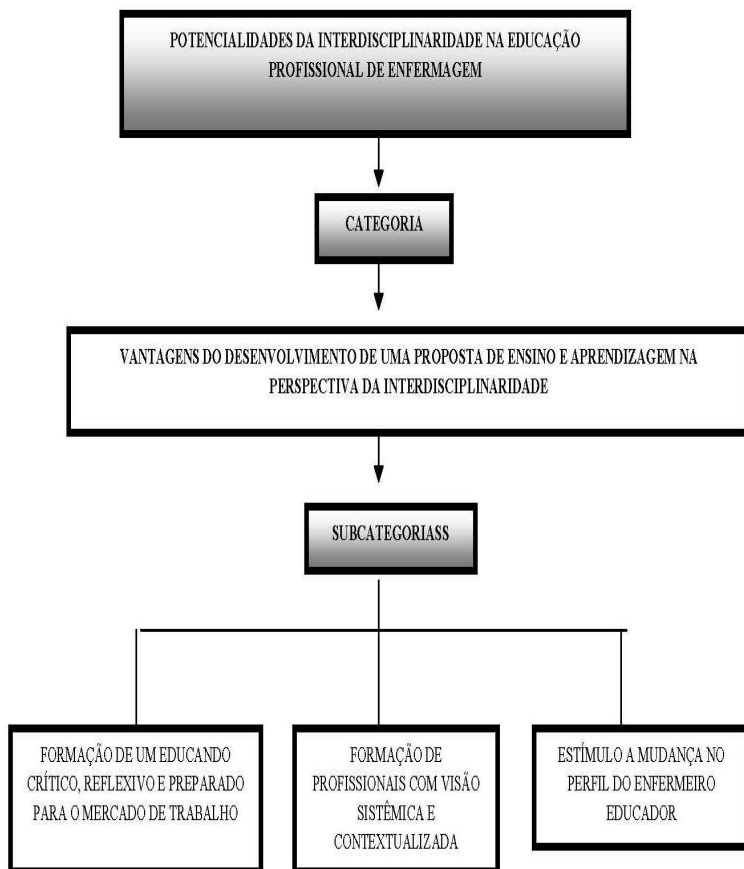 POTENCIALIDADES DA INTERDISCIPLINARIDADE NA EDUCAÇÃO
PROFISSIONAL DE ENFERMAGEM
CATEGORIA
VANTAGENS DO DESENVOLVIMENTO DE UMA PROPOSTA DE ENSINO E APRENDIZAGEM NA
PERSPECTIVA DA INTERDISCIPLINARIDADE
SUBCATEGORIASS
FORMAÇÃO DE UM EDUCANDO
CRÍTICO, REFLEXIVO E PREPARADO
PARA O MERCADO DE TRABALHO
FORMAÇÃO DE
PROFISSIONAIS COM VISÃO
SISTÊMICA E
CONTEXTUALIZADA
ESTÍMULO A MUDANÇA NO
PERFIL DO ENFERMEIRO
EDUCADOR